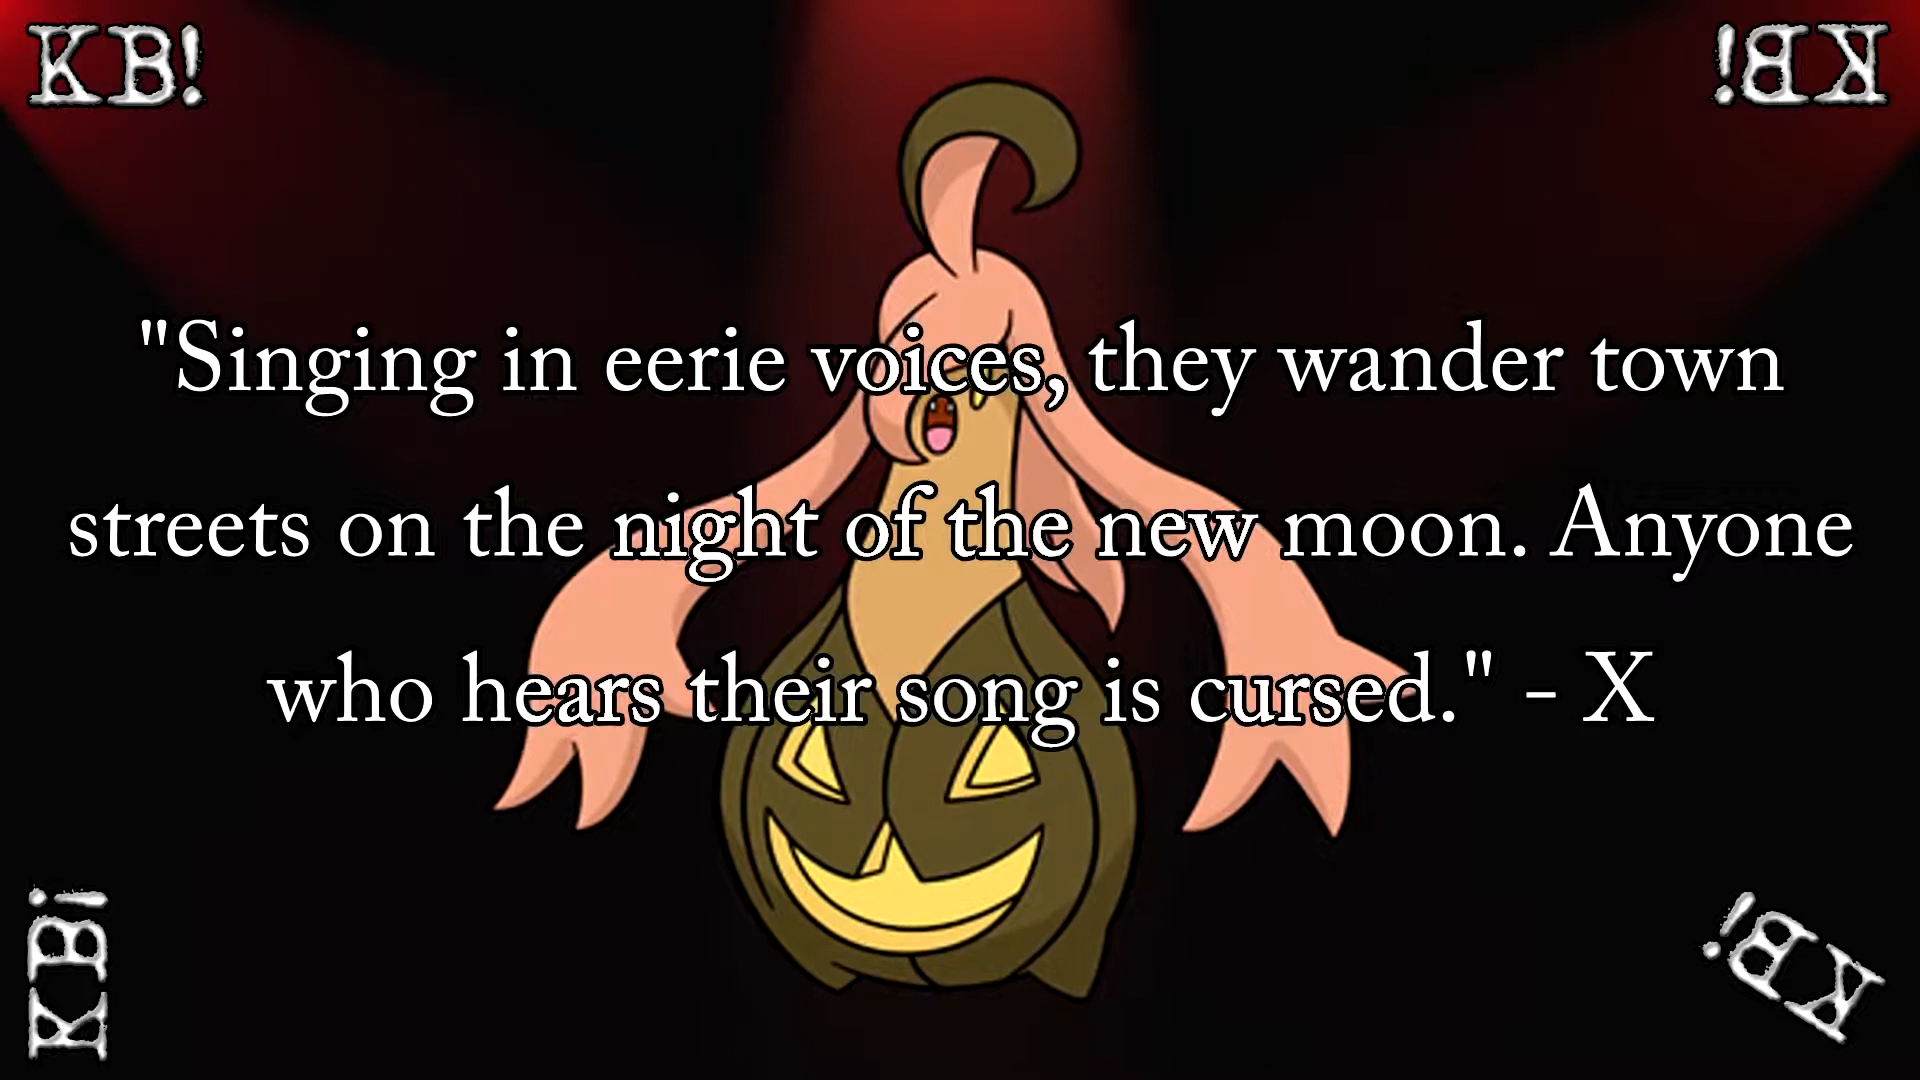 KB!
KB!
"Singing in eerie voices, they wander town
streets on the night of the new moon. Anyone
who hears their song is cursed." - X
KB!
KB!